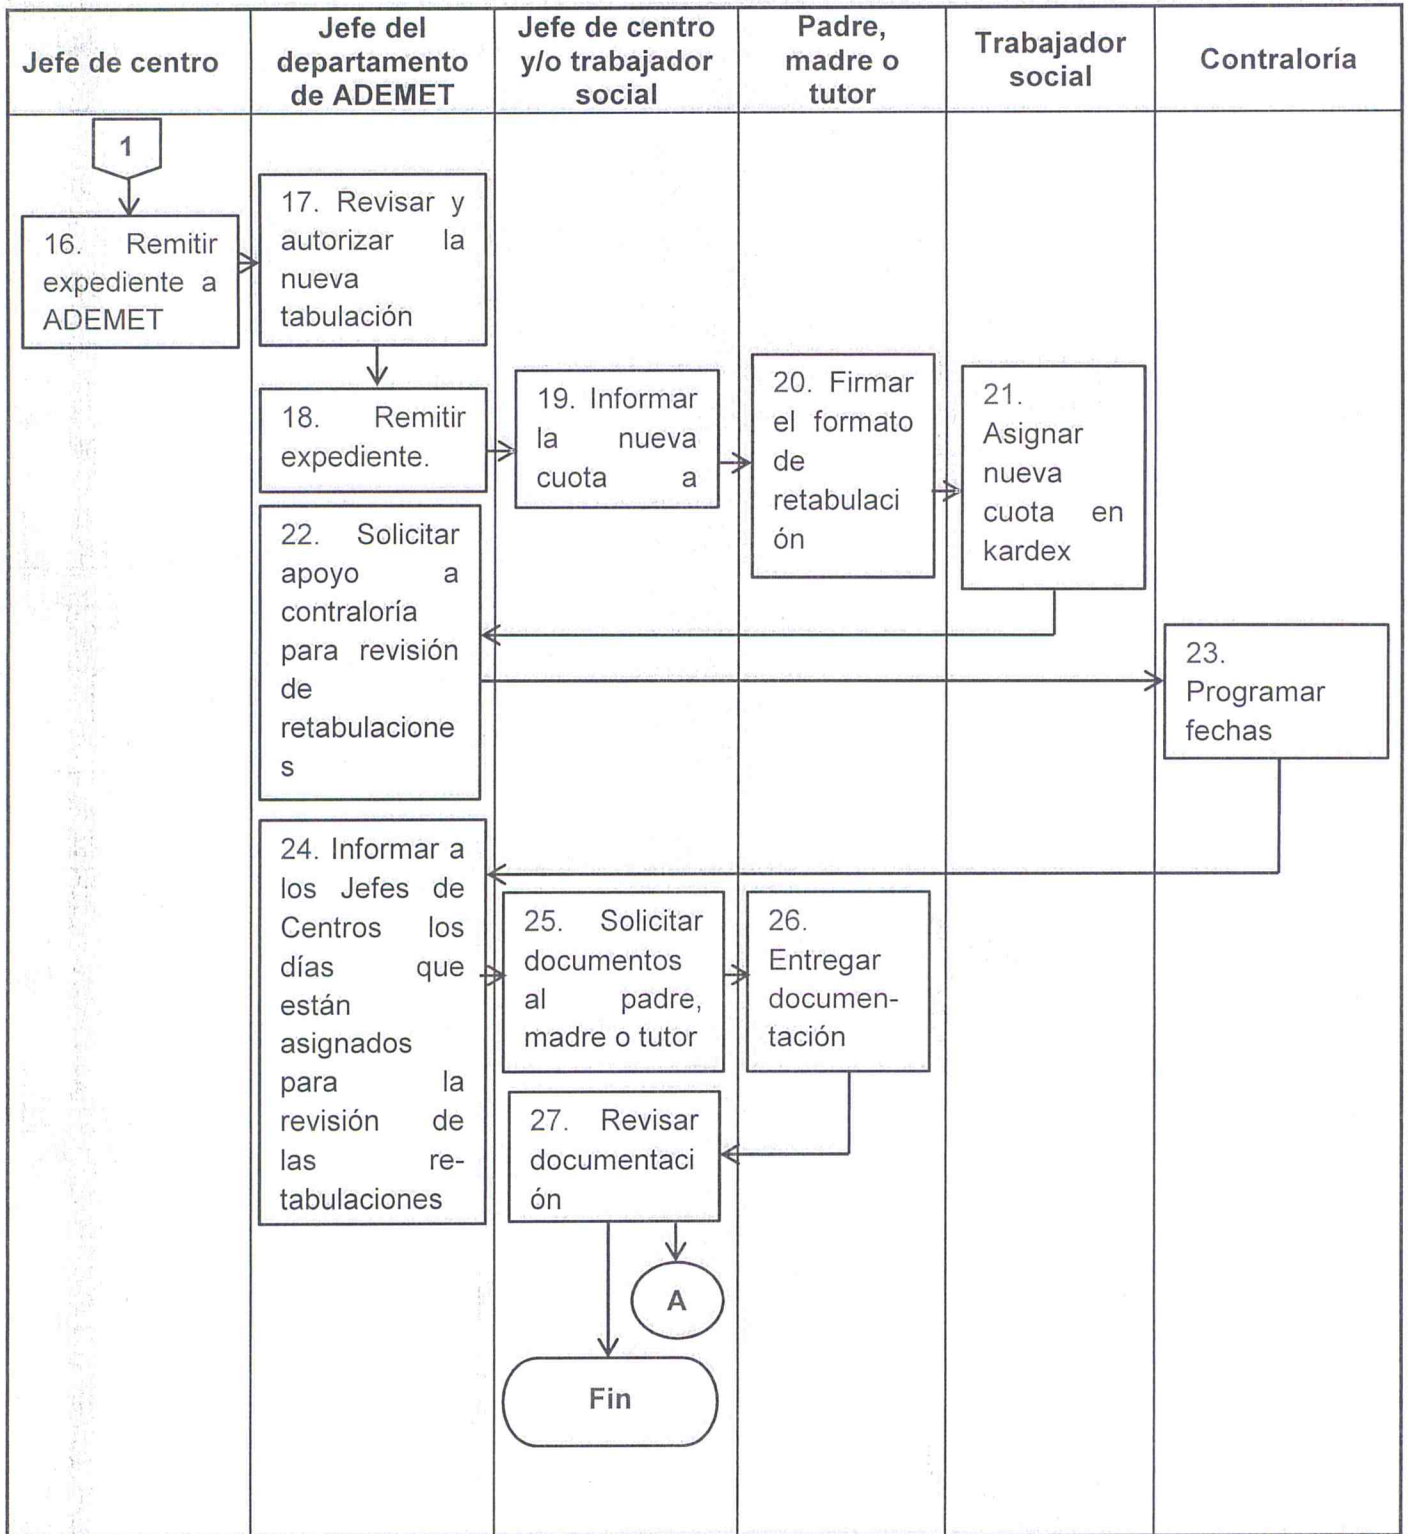 Jefe de centro
Jefe del
departamento
de ADEMET
Jefe de centro
y/o trabajador
social
Padre,
madre o
tutor
Trabajador
social
Contraloría
1
16. Remitir
expediente a
ADEMET
17. Revisar y
autorizar la
nueva
tabulación
18. Remitir
expediente.
19. Informar
la nueva
cuota a
20. Firmar
el formato
de
retabulaci
ón
21.
Asignar
nueva
cuota en
kardex
22. Solicitar
apoyo a
contraloría
para revisión
de
retabulacione
s
23.
Programar
fechas
24. Informar a
los Jefes de
Centros los
días que
están
asignados
para la
revisión de
las re-
tabulaciones
25. Solicitar
documentos
al padre,
madre o tutor
26.
Entregar
documen-
tación
27. Revisar
documentaci
ón
A
Fin